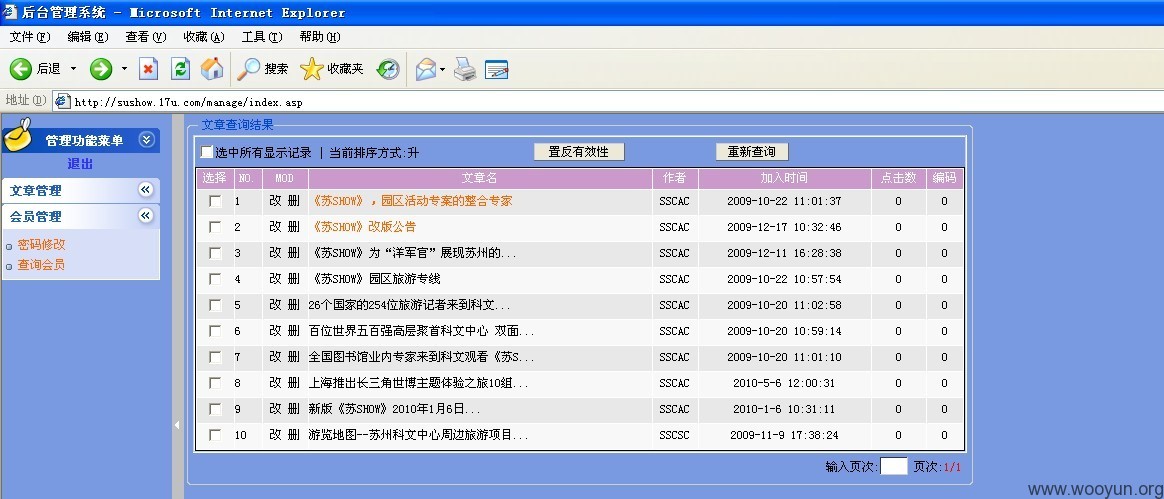 后台管理系统 - Microsoft Internet Explorer
文件(F) 编辑(E) 查看(V) 收藏(A) 工具(T) 帮助(H)
后退 搜索 收藏夹
地址(D) http://sushow.17u.com/manage/index.asp
管理功能菜单
退出
文章管理
会员管理
密码修改
查询会员
文章查询结果
选中所有显示记录 | 当前排序方式:升 置反有效性 重新查询
选择 NO. MOD 文章名 作者 加入时间 点击数 编码
1 改 册 《苏SHOW》，园区活动专案的整合专家 SSCAC 2009-10-22 11:01:37 0 0
2 改 册 《苏SHOW》改版公告 SSCAC 2009-12-17 10:32:46 0 0
3 改 册 《苏SHOW》为“洋军官”展现苏州的... SSCAC 2009-12-11 16:28:38 0 0
4 改 册 《苏SHOW》园区旅游专线 SSCAC 2009-10-22 10:57:54 0 0
5 改 册 26个国家的254位旅游记者来到科文... SSCAC 2009-10-20 11:02:58 0 0
6 改 册 百位世界五百强高层聚首科文中心 双面... SSCAC 2009-10-20 10:59:14 0 0
7 改 册 全国图书馆业内专家来到科文观看《苏S... SSCAC 2009-10-20 11:01:10 0 0
8 改 册 上海推出长三角世博主题体验之旅10组... SSCAC 2010-5-6 12:00:31 0 0
9 改 册 新版《苏SHOW》2010年1月6日... SSCAC 2010-1-6 10:31:11 0 0
10 改 册 游览地图--苏州科文中心周边旅游项目... SSCSC 2009-11-9 17:38:24 0 0
输入页次: 页次:1/1
www.wooyun.org